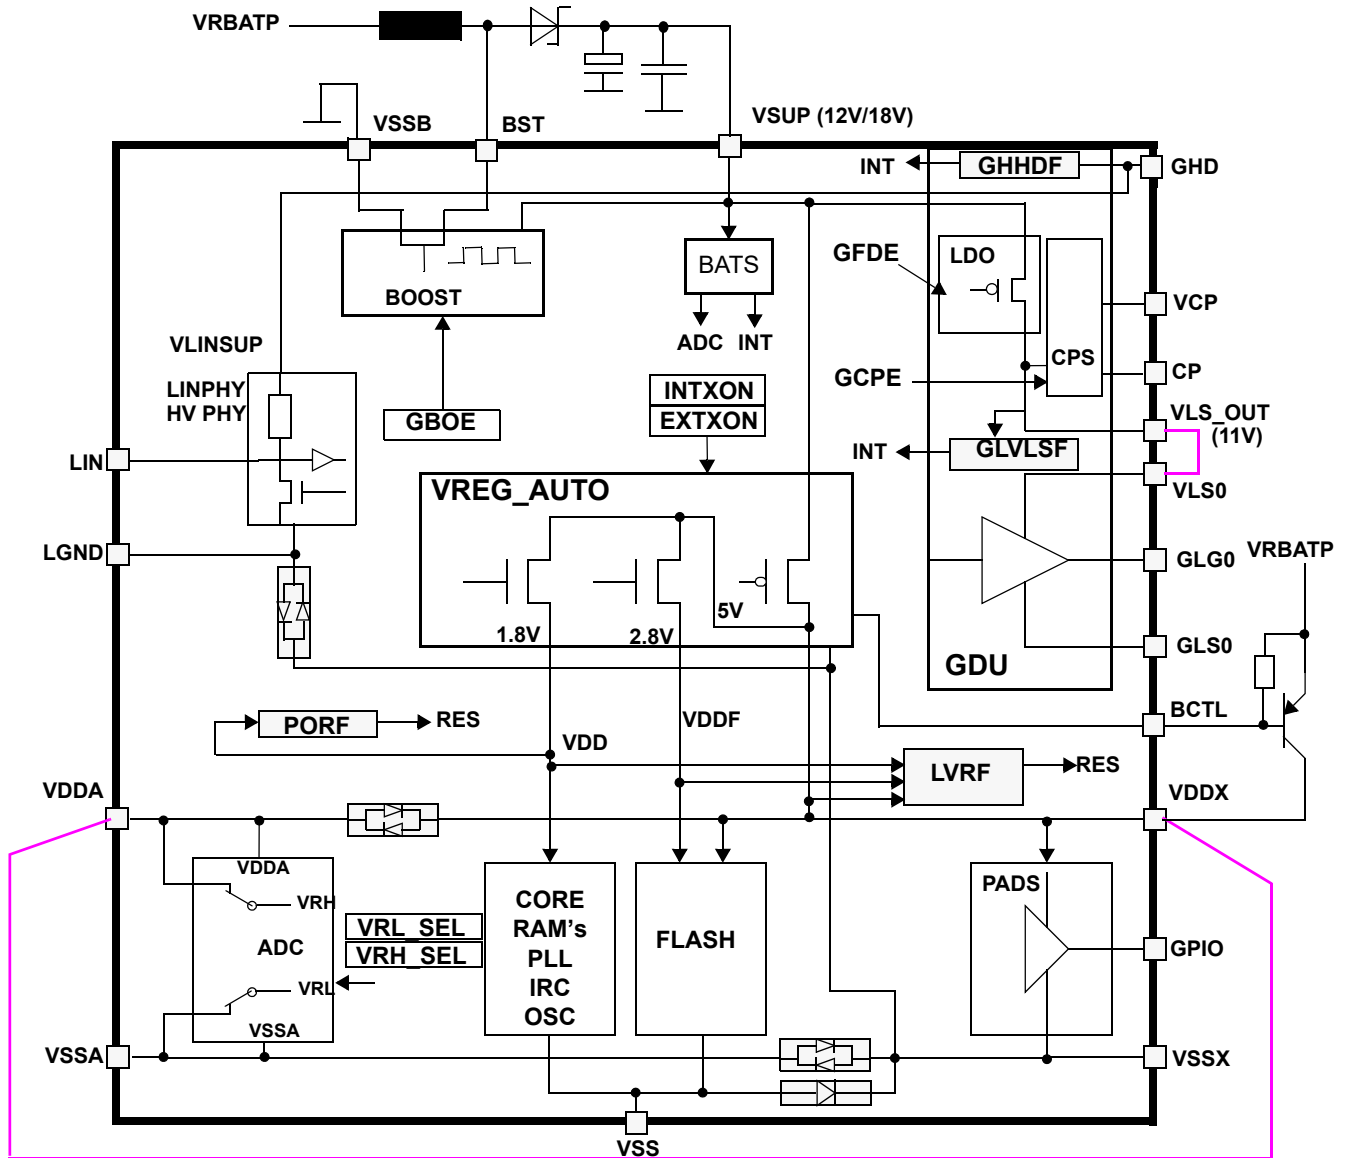 VRBATP
VSSB
BST
VSUP (12V/18V)
INT
GHHDF
GHD
GFDE
LDO
BATS
BOOST
VCP
ADC INT
VLINSUP
CPS
CP
LINPHY
HV PHY
INTXON
EXTXON
GCPE
GBOE
VLS_OUT
(11V)
INT
GLVLSF
LIN
VREG_AUTO
VLS0
LGND
VRBATP
GLG0
5V
1.8V
2.8V
GDU
GLS0
PORF
RES
VDDF
VDD
BCTL
LVRF
RES
VDDA
VDDX
VDDA
VRH
ADC
VRL
VSSA
VRL_SEL
VRH_SEL
CORE
RAM's
PLL
IRC
OSC
FLASH
PADS
GPIO
VSSA
VSSX
VSS